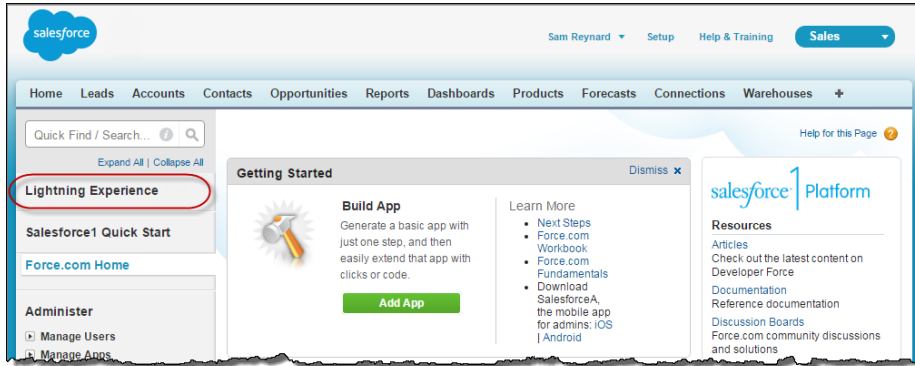 salesforce
Sam Reynard
Setup
Help & Training
Sales
Home Leads Accounts Contacts Opportunities Reports Dashboards Products Forecasts Connections Warehouses +
Quick Find / Search...
Expand All | Collapse All
Lightning Experience
Salesforce1 Quick Start
Force.com Home
Administer
Manage Users
Manage Apps
Help for this Page ?
Getting Started
Dismiss x
Build App
Generate a basic app with
just one step, and then
easily extend that app with
clicks or code.
Add App
Learn More
Next Steps
Force.com
Workbook
Force.com
Fundamentals
Download
SalesforceA,
the mobile app
for admins: iOS
| Android
salesforce1 Platform
Resources
Articles
Check out the latest content on
Developer Force
Documentation
Reference documentation
Discussion Boards
Force.com community discussions
and solutions